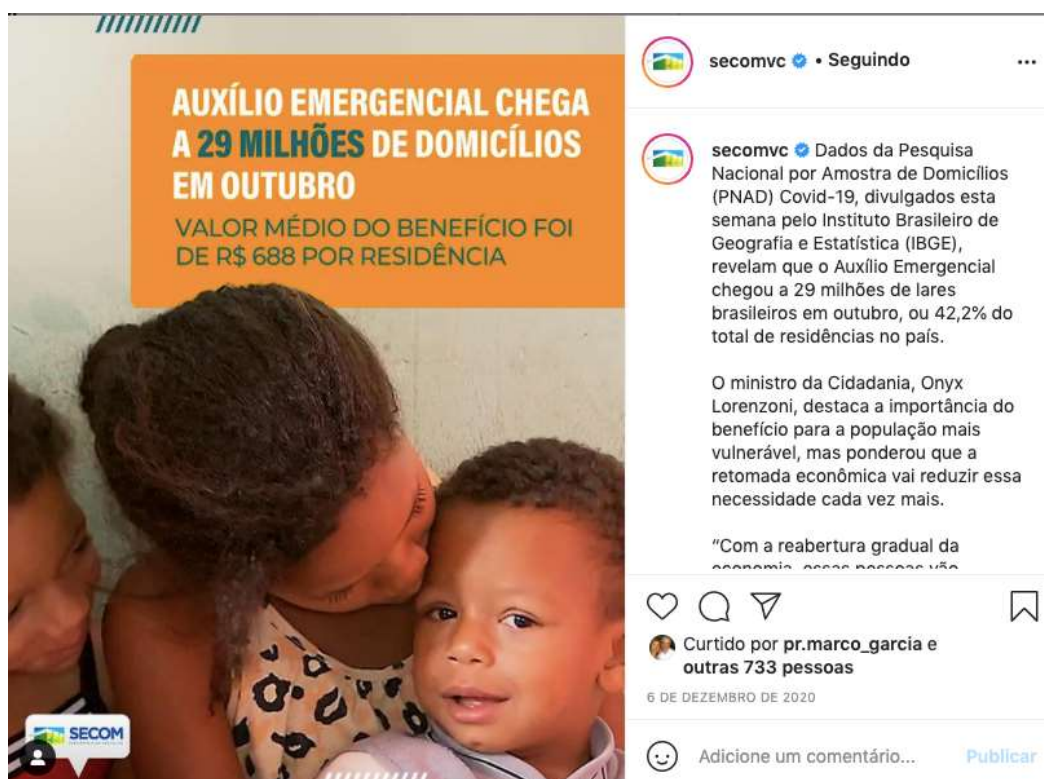 AUXÍLIO EMERGENCIAL CHEGA
A 29 MILHÕES DE DOMICÍLIOS
EM OUTUBRO
VALOR MÉDIO DO BENEFÍCIO FOI
DE R$ 688 POR RESIDÊNCIA
SECOM
secomvc • Seguindo
secomvc Dados da Pesquisa
Nacional por Amostra de Domicílios
(PNAD) Covid-19, divulgados esta
semana pelo Instituto Brasileiro de
Geografia e Estatística (IBGE),
revelam que o Auxílio Emergencial
chegou a 29 milhões de lares
brasileiros em outubro, ou 42,2% do
total de residências no país.
O ministro da Cidadania, Onyx
Lorenzoni, destaca a importância do
benefício para a população mais
vulnerável, mas ponderou que a
retomada econômica vai reduzir essa
necessidade cada vez mais.
“Com a reabertura gradual da
economia, essas pessoas vão
Curtido por pr.marco_garcia e
outras 733 pessoas
6 DE DEZEMBRO DE 2020
Adicione um comentário...
Publicar